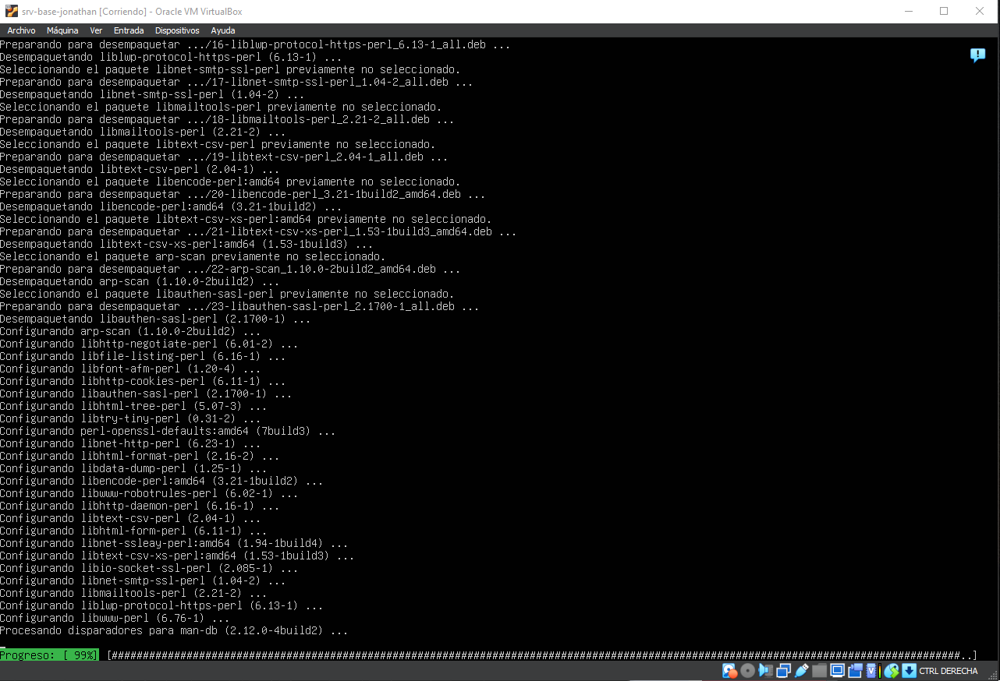 srv-base-jonathan [Corriendo] - Oracle VM VirtualBox
Archivo Máquina Ver Entrada Dispositivos Ayuda
Preparando para desempaquetar .../16-liblwp-protocol-https-perl_6.13-1_all.deb ...
Desempaquetando liblwp-protocol-https-perl (6.13-1) ...
Seleccionando el paquete libnet-smtp-ssl-perl previamente no seleccionado.
Preparando para desempaquetar .../17-libnet-smtp-ssl-perl_1.04-2_all.deb ...
Desempaquetando libnet-smtp-ssl-perl (1.04-2) ...
Seleccionando el paquete libmailtools-perl previamente no seleccionado.
Preparando para desempaquetar .../18-libmailtools-perl_2.21-2_all.deb ...
Desempaquetando libmailtools-perl (2.21-2) ...
Seleccionando el paquete libtext-csv-perl previamente no seleccionado.
Preparando para desempaquetar .../19-libtext-csv-perl_2.04-1_all.deb ...
Desempaquetando libtext-csv-perl (2.04-1) ...
Seleccionando el paquete libencode-perl:amd64 previamente no seleccionado.
Preparando para desempaquetar .../20-libencode-perl_3.21-1build2_amd64.deb ...
Desempaquetando libencode-perl:amd64 (3.21-1build2) ...
Seleccionando el paquete libtext-csv-xs-perl:amd64 previamente no seleccionado.
Preparando para desempaquetar .../21-libtext-csv-xs-perl_1.53-1build3_amd64.deb ...
Desempaquetando libtext-csv-xs-perl:amd64 (1.53-1build3) ...
Seleccionando el paquete arp-scan previamente no seleccionado.
Preparando para desempaquetar .../22-arp-scan_1.10.0-2build2_amd64.deb ...
Desempaquetando arp-scan (1.10.0-2build2) ...
Seleccionando el paquete libauthen-sasl-perl previamente no seleccionado.
Preparando para desempaquetar .../23-libauthen-sasl-perl_2.1700-1_all.deb ...
Desempaquetando libauthen-sasl-perl (2.1700-1) ...
Configurando arp-scan (1.10.0-2build2) ...
Configurando libhttp-negotiate-perl (6.01-2) ...
Configurando libfile-listing-perl (6.16-1) ...
Configurando libfont-afm-perl (1.20-4) ...
Configurando libhttp-cookies-perl (6.11-1) ...
Configurando libauthen-sasl-perl (2.1700-1) ...
Configurando libhtml-tree-perl (5.07-3) ...
Configurando libtry-tiny-perl (0.31-2) ...
Configurando perl-openssl-defaults:amd64 (7build3) ...
Configurando libnet-http-perl (6.23-1) ...
Configurando libhtml-format-perl (2.16-2) ...
Configurando libdata-dump-perl (1.25-1) ...
Configurando libencode-perl:amd64 (3.21-1build2) ...
Configurando libwww-robotrules-perl (6.02-1) ...
Configurando libhttp-daemon-perl (6.16-1) ...
Configurando libtext-csv-perl (2.04-1) ...
Configurando libhtml-form-perl (6.11-1) ...
Configurando libnet-ssleay-perl:amd64 (1.94-1build4) ...
Configurando libtext-csv-xs-perl:amd64 (1.53-1build3) ...
Configurando libio-socket-ssl-perl (2.085-1) ...
Configurando libnet-smtp-ssl-perl (1.04-2) ...
Configurando libmailtools-perl (2.21-2) ...
Configurando liblwp-protocol-https-perl (6.13-1) ...
Configurando libwww-perl (6.76-1) ...
Procesando disparadores para man-db (2.12.0-4build2) ...
Progreso: [ 99%] [#########################################################################################################################################..]
CTRL DERECHA